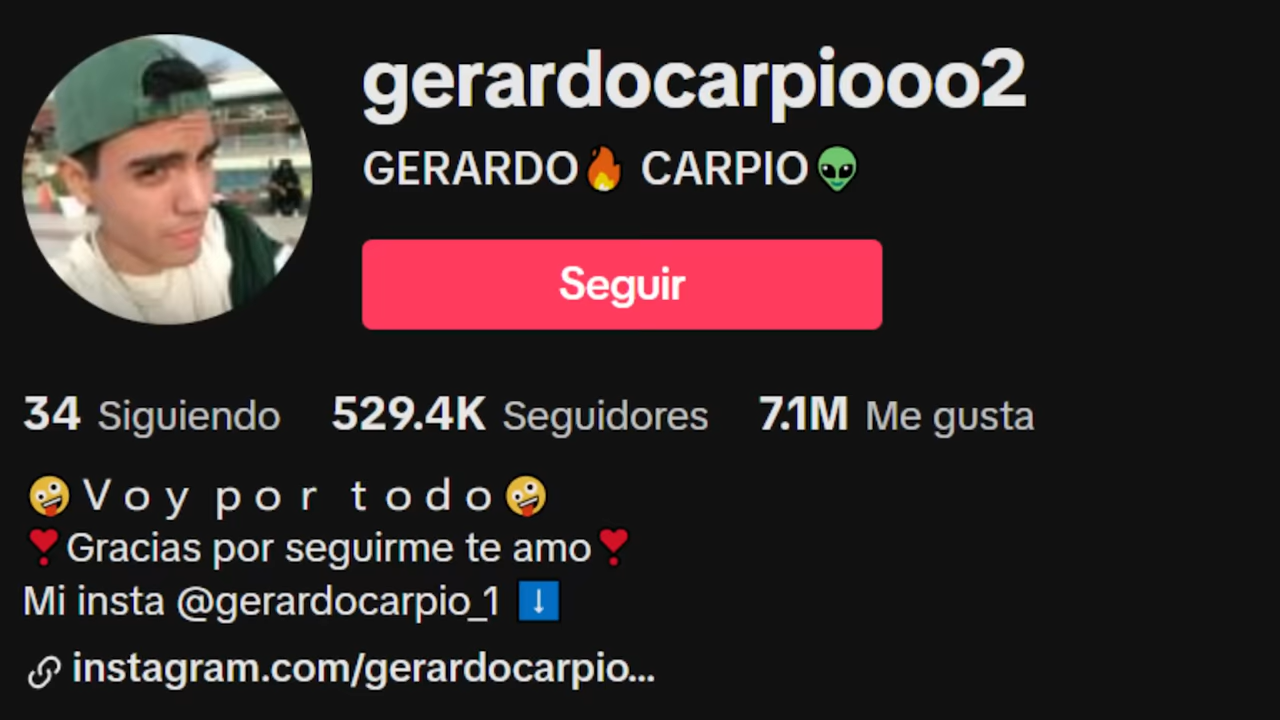 gerardocarpiooo2
GERARDO🔥 CARPIO👽
Seguir
34 Siguiendo 529.4K Seguidores 7.1M Me gusta
🤪 V o y p o r t o d o 🤪
❣️Gracias por seguirme te amo❣️
Mi insta @gerardocarpio_1 ⬇️
instagram.com/gerardocarpio...